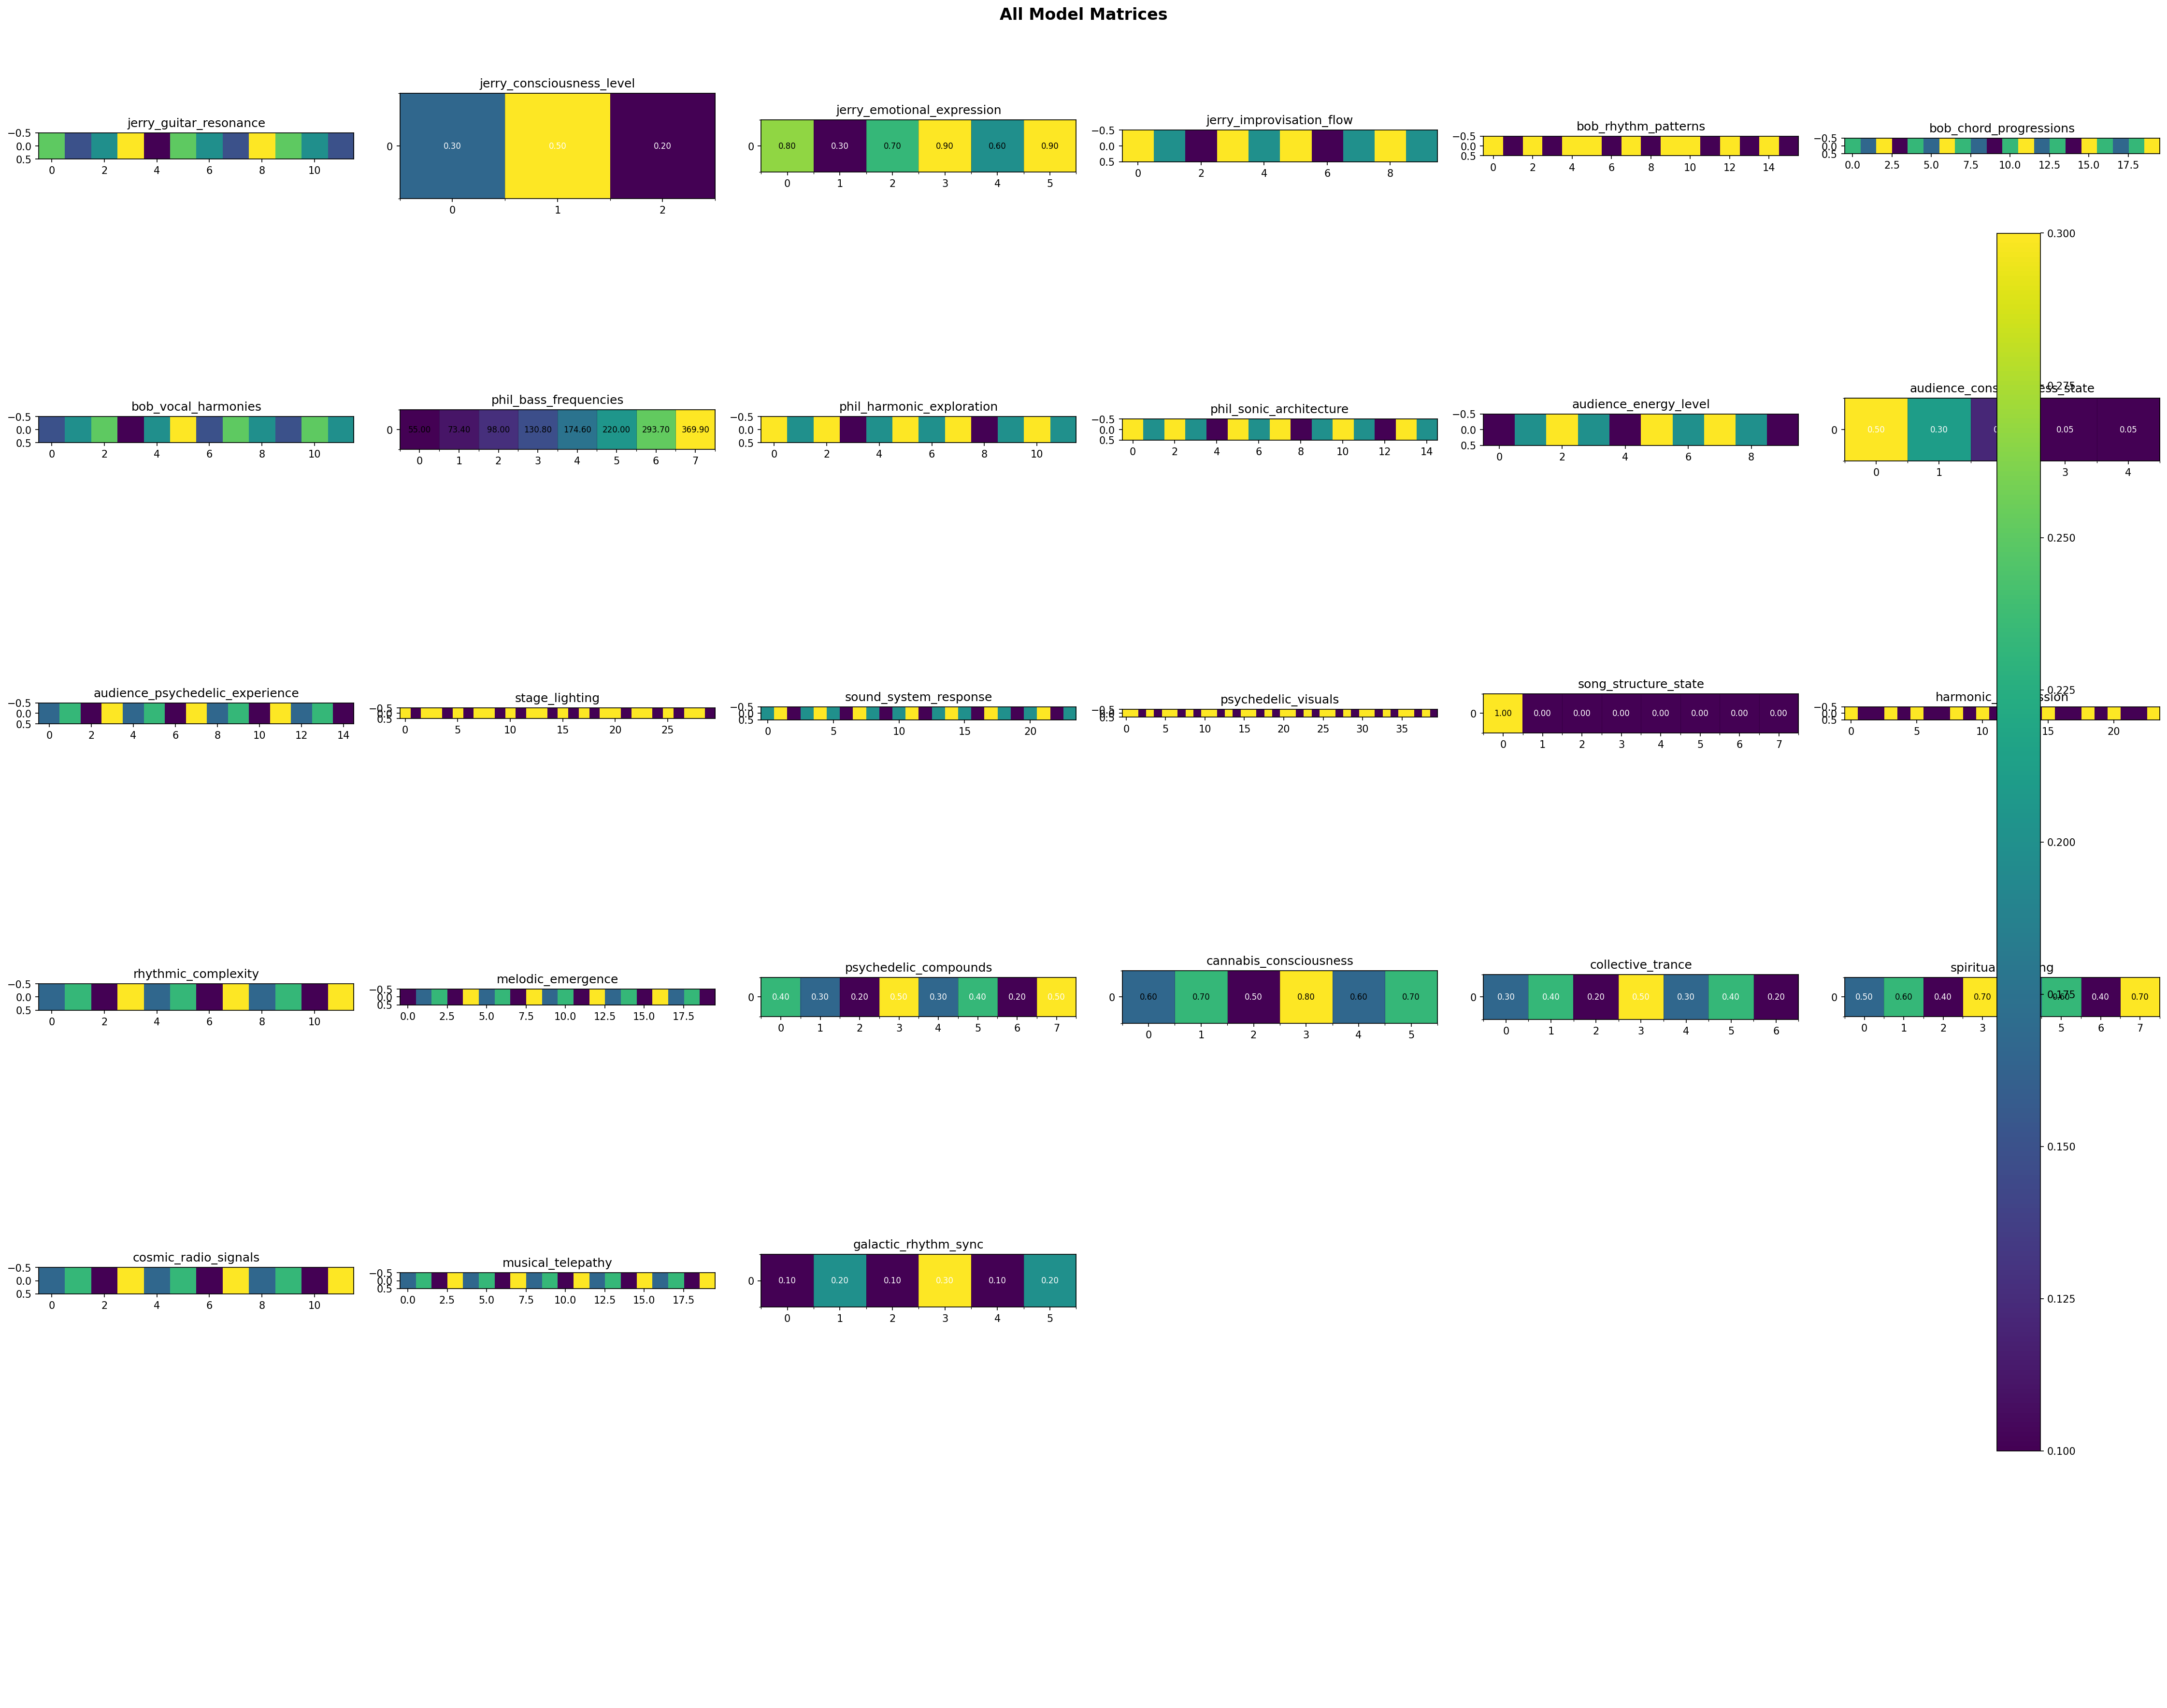 All Model Matrices
jerry_guitar_resonance
−0.5
0.0
0.5
0 2 4 6 8 10
jerry_consciousness_level
0
0.30 0.50 0.20
0 1 2
jerry_emotional_expression
0
0.80 0.30 0.70 0.90 0.60 0.90
0 1 2 3 4 5
jerry_improvisation_flow
−0.5
0.0
0.5
0 2 4 6 8
bob_rhythm_patterns
−0.5
0.0
0.5
0 2 4 6 8 10 12 14
bob_chord_progressions
−0.5
0.0
0.5
0.0 2.5 5.0 7.5 10.0 12.5 15.0 17.5
bob_vocal_harmonies
−0.5
0.0
0.5
0 2 4 6 8 10
phil_bass_frequencies
0
55.00 73.40 98.00 130.80 174.60 220.00 293.70 369.90
0 1 2 3 4 5 6 7
phil_harmonic_exploration
−0.5
0.0
0.5
0 2 4 6 8 10
phil_sonic_architecture
−0.5
0.0
0.5
0 2 4 6 8 10 12 14
audience_energy_level
−0.5
0.0
0.5
0 2 4 6 8
0
0.50 0.30 0.05 0.05
0 1 3 4
audience_psychedelic_experience
−0.5
0.0
0.5
0 2 4 6 8 10 12 14
stage_lighting
−0.5
0.0
0.5
0 5 10 15 20 25
sound_system_response
−0.5
0.0
0.5
0 5 10 15 20
psychedelic_visuals
−0.5
0.0
0.5
0 5 10 15 20 25 30 35
song_structure_state
0
1.00 0.00 0.00 0.00 0.00 0.00 0.00 0.00
0 1 2 3 4 5 6 7
−0.5
0.0
0.5
0 5 10 15 20
rhythmic_complexity
−0.5
0.0
0.5
0 2 4 6 8 10
melodic_emergence
−0.5
0.0
0.5
0.0 2.5 5.0 7.5 10.0 12.5 15.0 17.5
psychedelic_compounds
0
0.40 0.30 0.20 0.50 0.30 0.40 0.20 0.50
0 1 2 3 4 5 6 7
cannabis_consciousness
0
0.60 0.70 0.50 0.80 0.60 0.70
0 1 2 3 4 5
collective_trance
0
0.30 0.40 0.20 0.50 0.30 0.40 0.20
0 1 2 3 4 5 6
0
0.50 0.60 0.40 0.70 0.60 0.40 0.70
0 1 2 3 5 6 7
cosmic_radio_signals
−0.5
0.0
0.5
0 2 4 6 8 10
musical_telepathy
−0.5
0.0
0.5
0.0 2.5 5.0 7.5 10.0 12.5 15.0 17.5
galactic_rhythm_sync
0
0.10 0.20 0.10 0.30 0.10 0.20
0 1 2 3 4 5
0.300
0.275
0.250
0.225
0.200
0.175
0.150
0.125
0.100